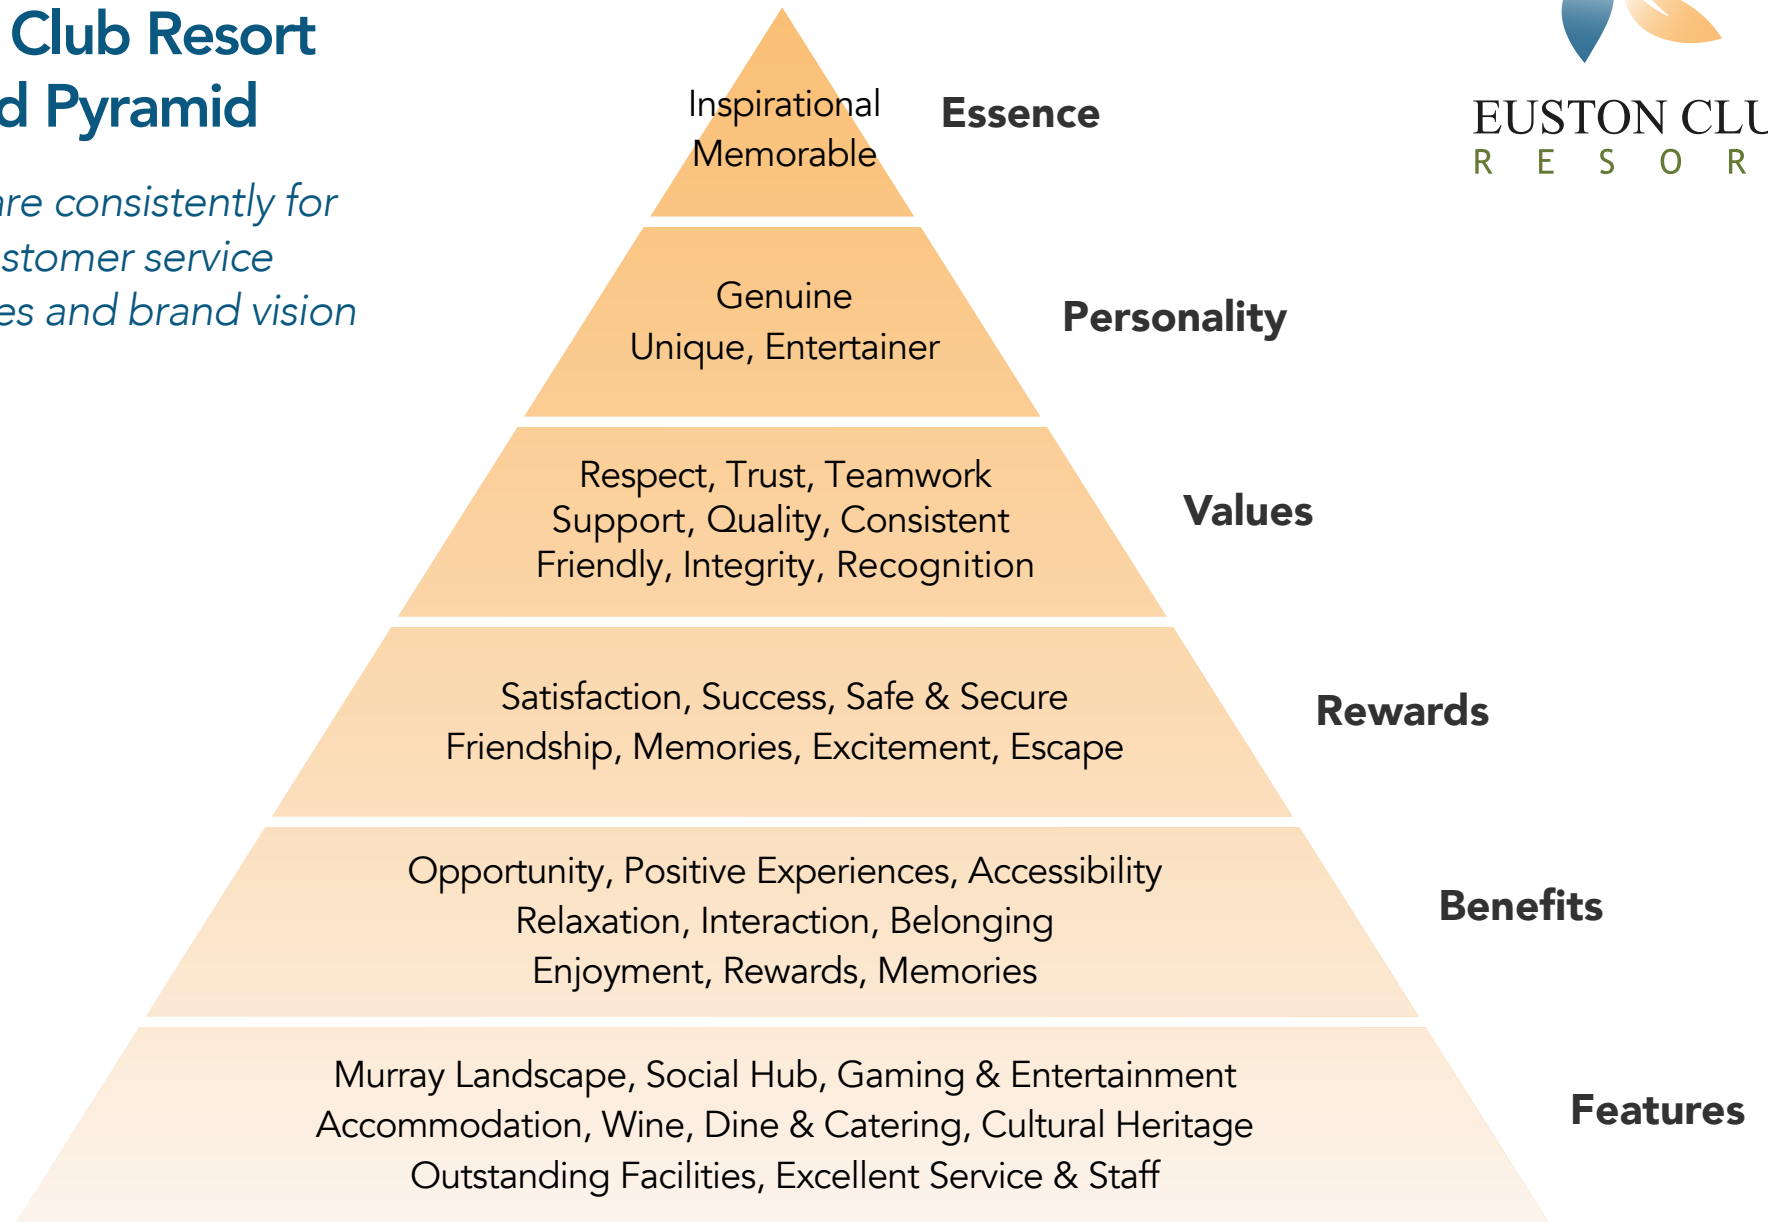 Club Resort
d Pyramid
are consistently for
stomer service
es and brand vision
EUSTON CLU
R E S O R
Inspirational
Memorable
Essence
Genuine
Unique, Entertainer
Personality
Respect, Trust, Teamwork
Support, Quality, Consistent
Friendly, Integrity, Recognition
Values
Satisfaction, Success, Safe & Secure
Friendship, Memories, Excitement, Escape
Rewards
Opportunity, Positive Experiences, Accessibility
Relaxation, Interaction, Belonging
Enjoyment, Rewards, Memories
Benefits
Murray Landscape, Social Hub, Gaming & Entertainment
Accommodation, Wine, Dine & Catering, Cultural Heritage
Outstanding Facilities, Excellent Service & Staff
Features